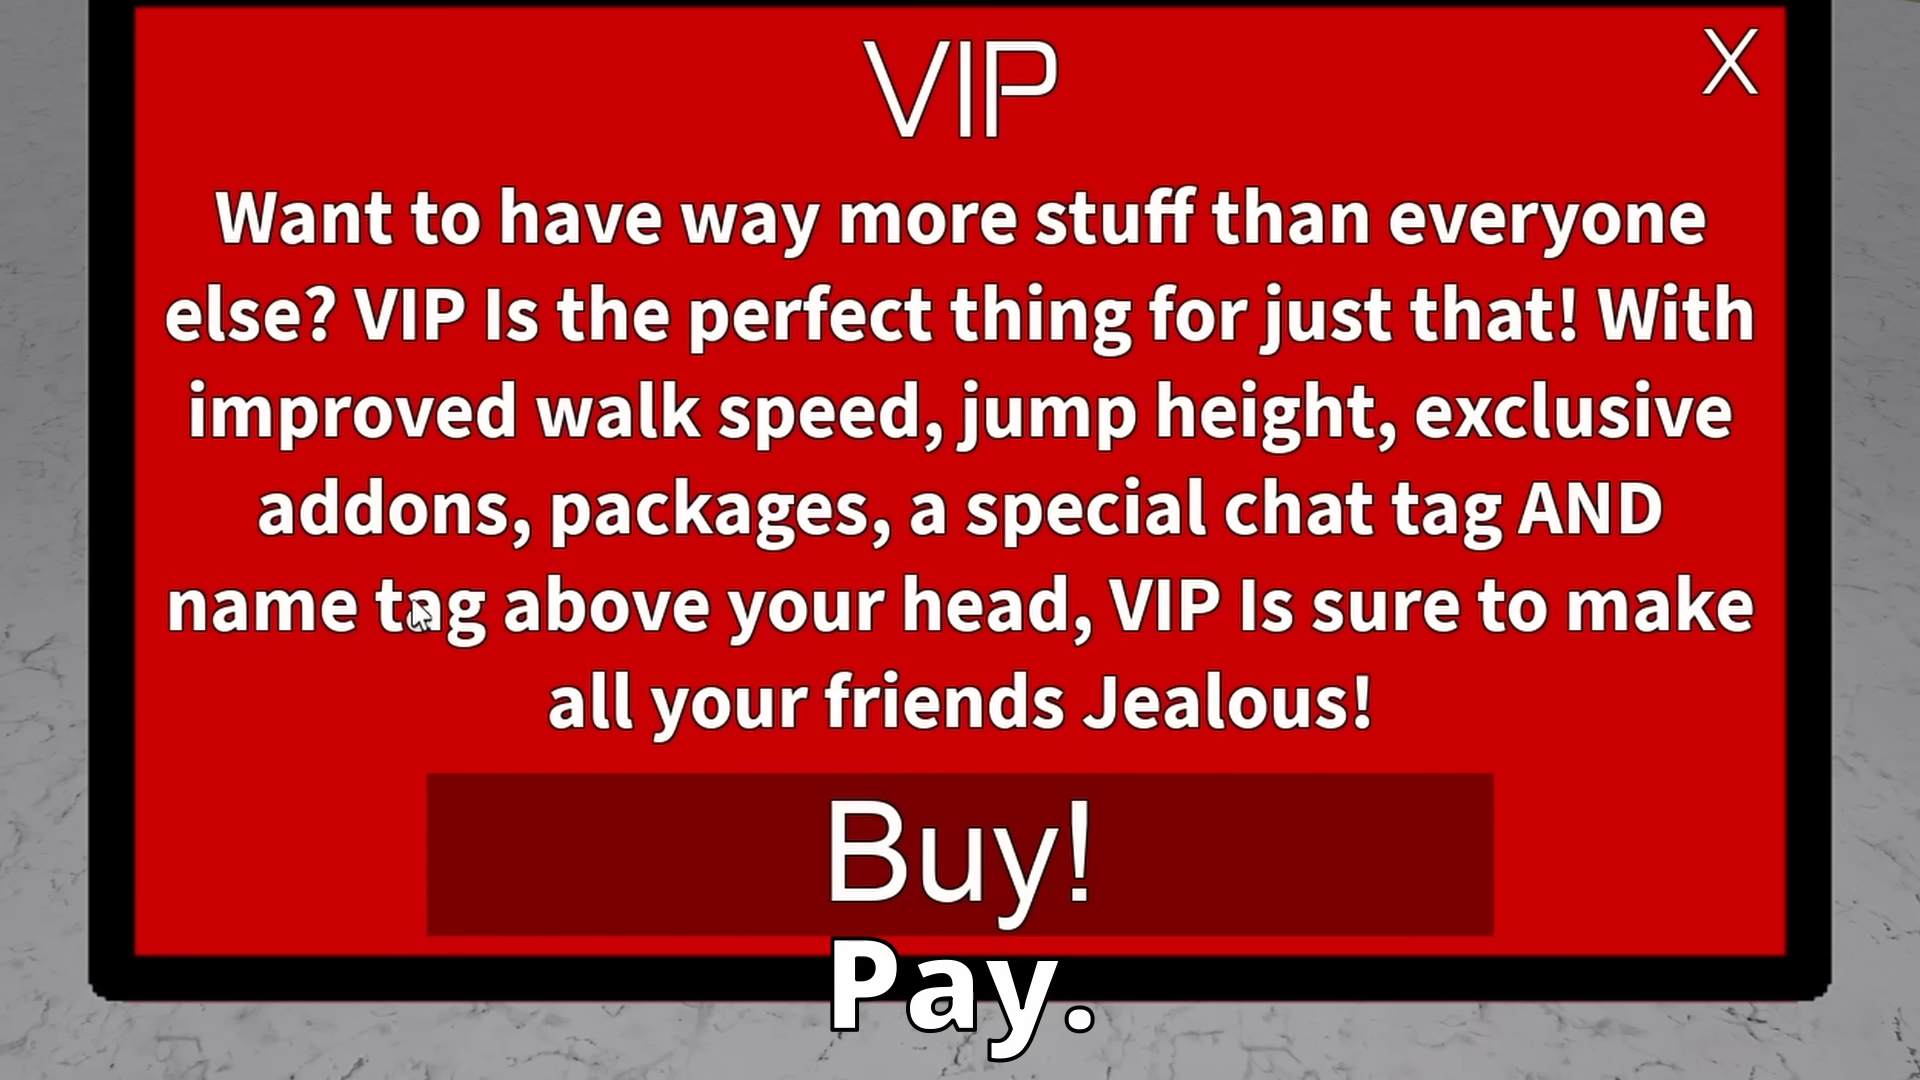 VIP
X
Want to have way more stuff than everyone
else? VIP Is the perfect thing for just that! With
improved walk speed, jump height, exclusive
addons, packages, a special chat tag AND
name tag above your head, VIP Is sure to make
all your friends Jealous!
Buy!
Pay.